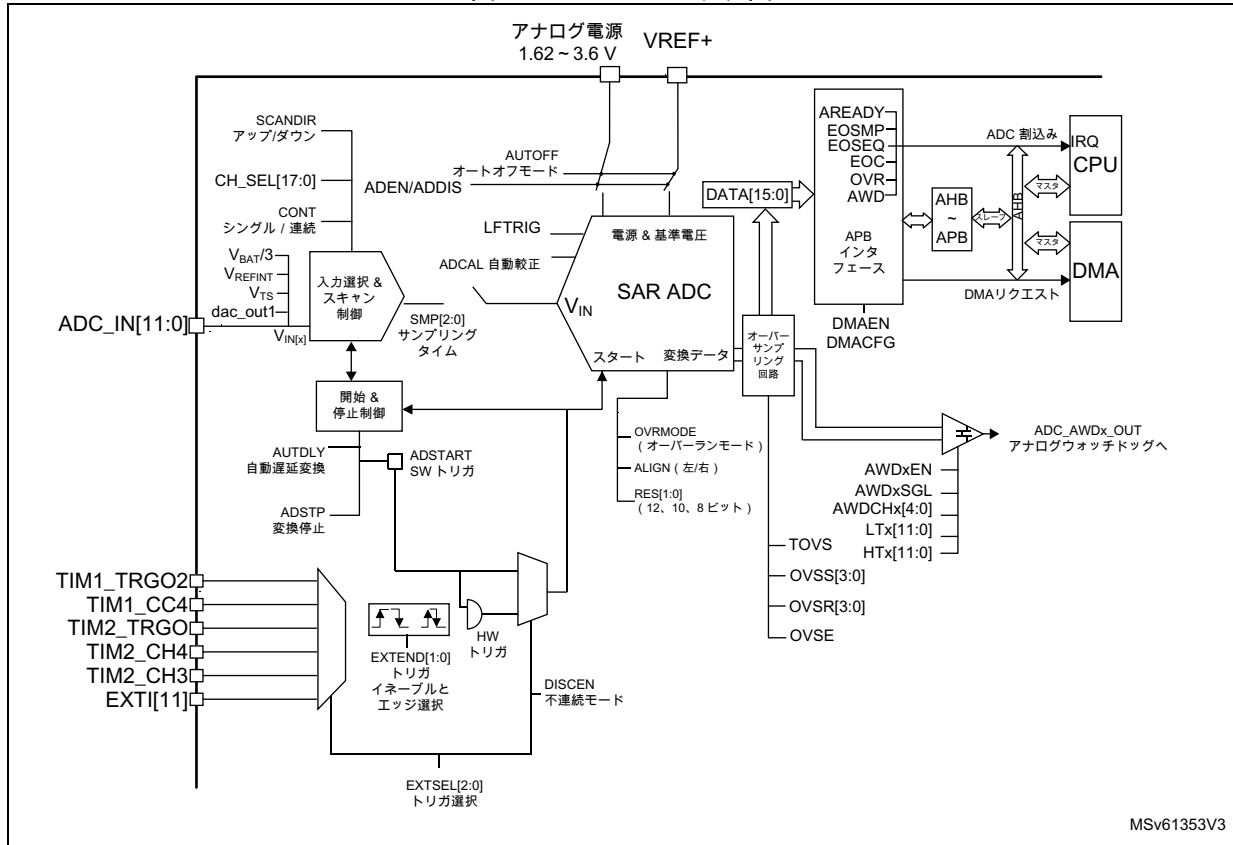 アナログ電源
1.62 ~ 3.6 V
VREF+
SCANDIR
アップ/ダウン
CH_SEL[17:0]
CONT
シングル / 連続
VBAT/3
VREFINT
VTS
dac_out1
ADC_IN[11:0]
VIN[x]
入力選択 &
スキャン
制御
AUTOFF
オートオフモード
ADEN/ADDIS
LFTRIG
ADCAL 自動較正
SMP[2:0]
サンプリング
タイム
電源 & 基準電圧
SAR ADC
VIN
スタート
変換データ
DATA[15:0]
AREADY
EOSMP
EOSEQ
EOC
OVR
AWD
APB
インタ
フェース
DMAEN
DMACFG
ADC 割込み
IRQ
CPU
AHB
~
APB
スレーブ
AHB
マスタ
マスタ
DMA
DMAリクエスト
オーバー
サンプ
リング
回路
開始 &
停止制御
AUTDLY
自動遅延変換
ADSTART
SW トリガ
ADSTP
変換停止
OVRMODE
( オーバーランモード )
ALIGN ( 左/右 )
RES[1:0]
( 12、10、8 ビット )
ADC_AWDx_OUT
アナログウォッチドッグへ
AWDxEN
AWDxSGL
AWDCHx[4:0]
LTx[11:0]
HTx[11:0]
TOVS
OVSS[3:0]
OVSR[3:0]
OVSE
TIM1_TRGO2
TIM1_CC4
TIM2_TRGO
TIM2_CH4
TIM2_CH3
EXTI[11]
EXTEND[1:0]
トリガ
イネーブルと
エッジ選択
HW
トリガ
DISCEN
不連続モード
EXTSEL[2:0]
トリガ選択
MSv61353V3